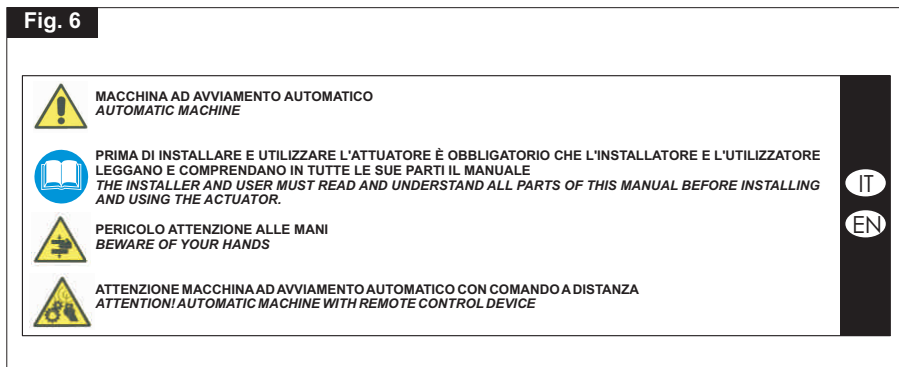 Fig. 6
MACCHINA AD AVVIAMENTO AUTOMATICO
AUTOMATIC MACHINE
PRIMA DI INSTALLARE E UTILIZZARE L'ATTUATORE È OBBLIGATORIO CHE L'INSTALLATORE E L'UTILIZZATORE
LEGGANO E COMPRENDANO IN TUTTE LE SUE PARTI IL MANUALE
THE INSTALLER AND USER MUST READ AND UNDERSTAND ALL PARTS OF THIS MANUAL BEFORE INSTALLING
AND USING THE ACTUATOR.
PERICOLO ATTENZIONE ALLE MANI
BEWARE OF YOUR HANDS
ATTENZIONE MACCHINA AD AVVIAMENTO AUTOMATICO CON COMANDO A DISTANZA
ATTENTION! AUTOMATIC MACHINE WITH REMOTE CONTROL DEVICE
IT
EN